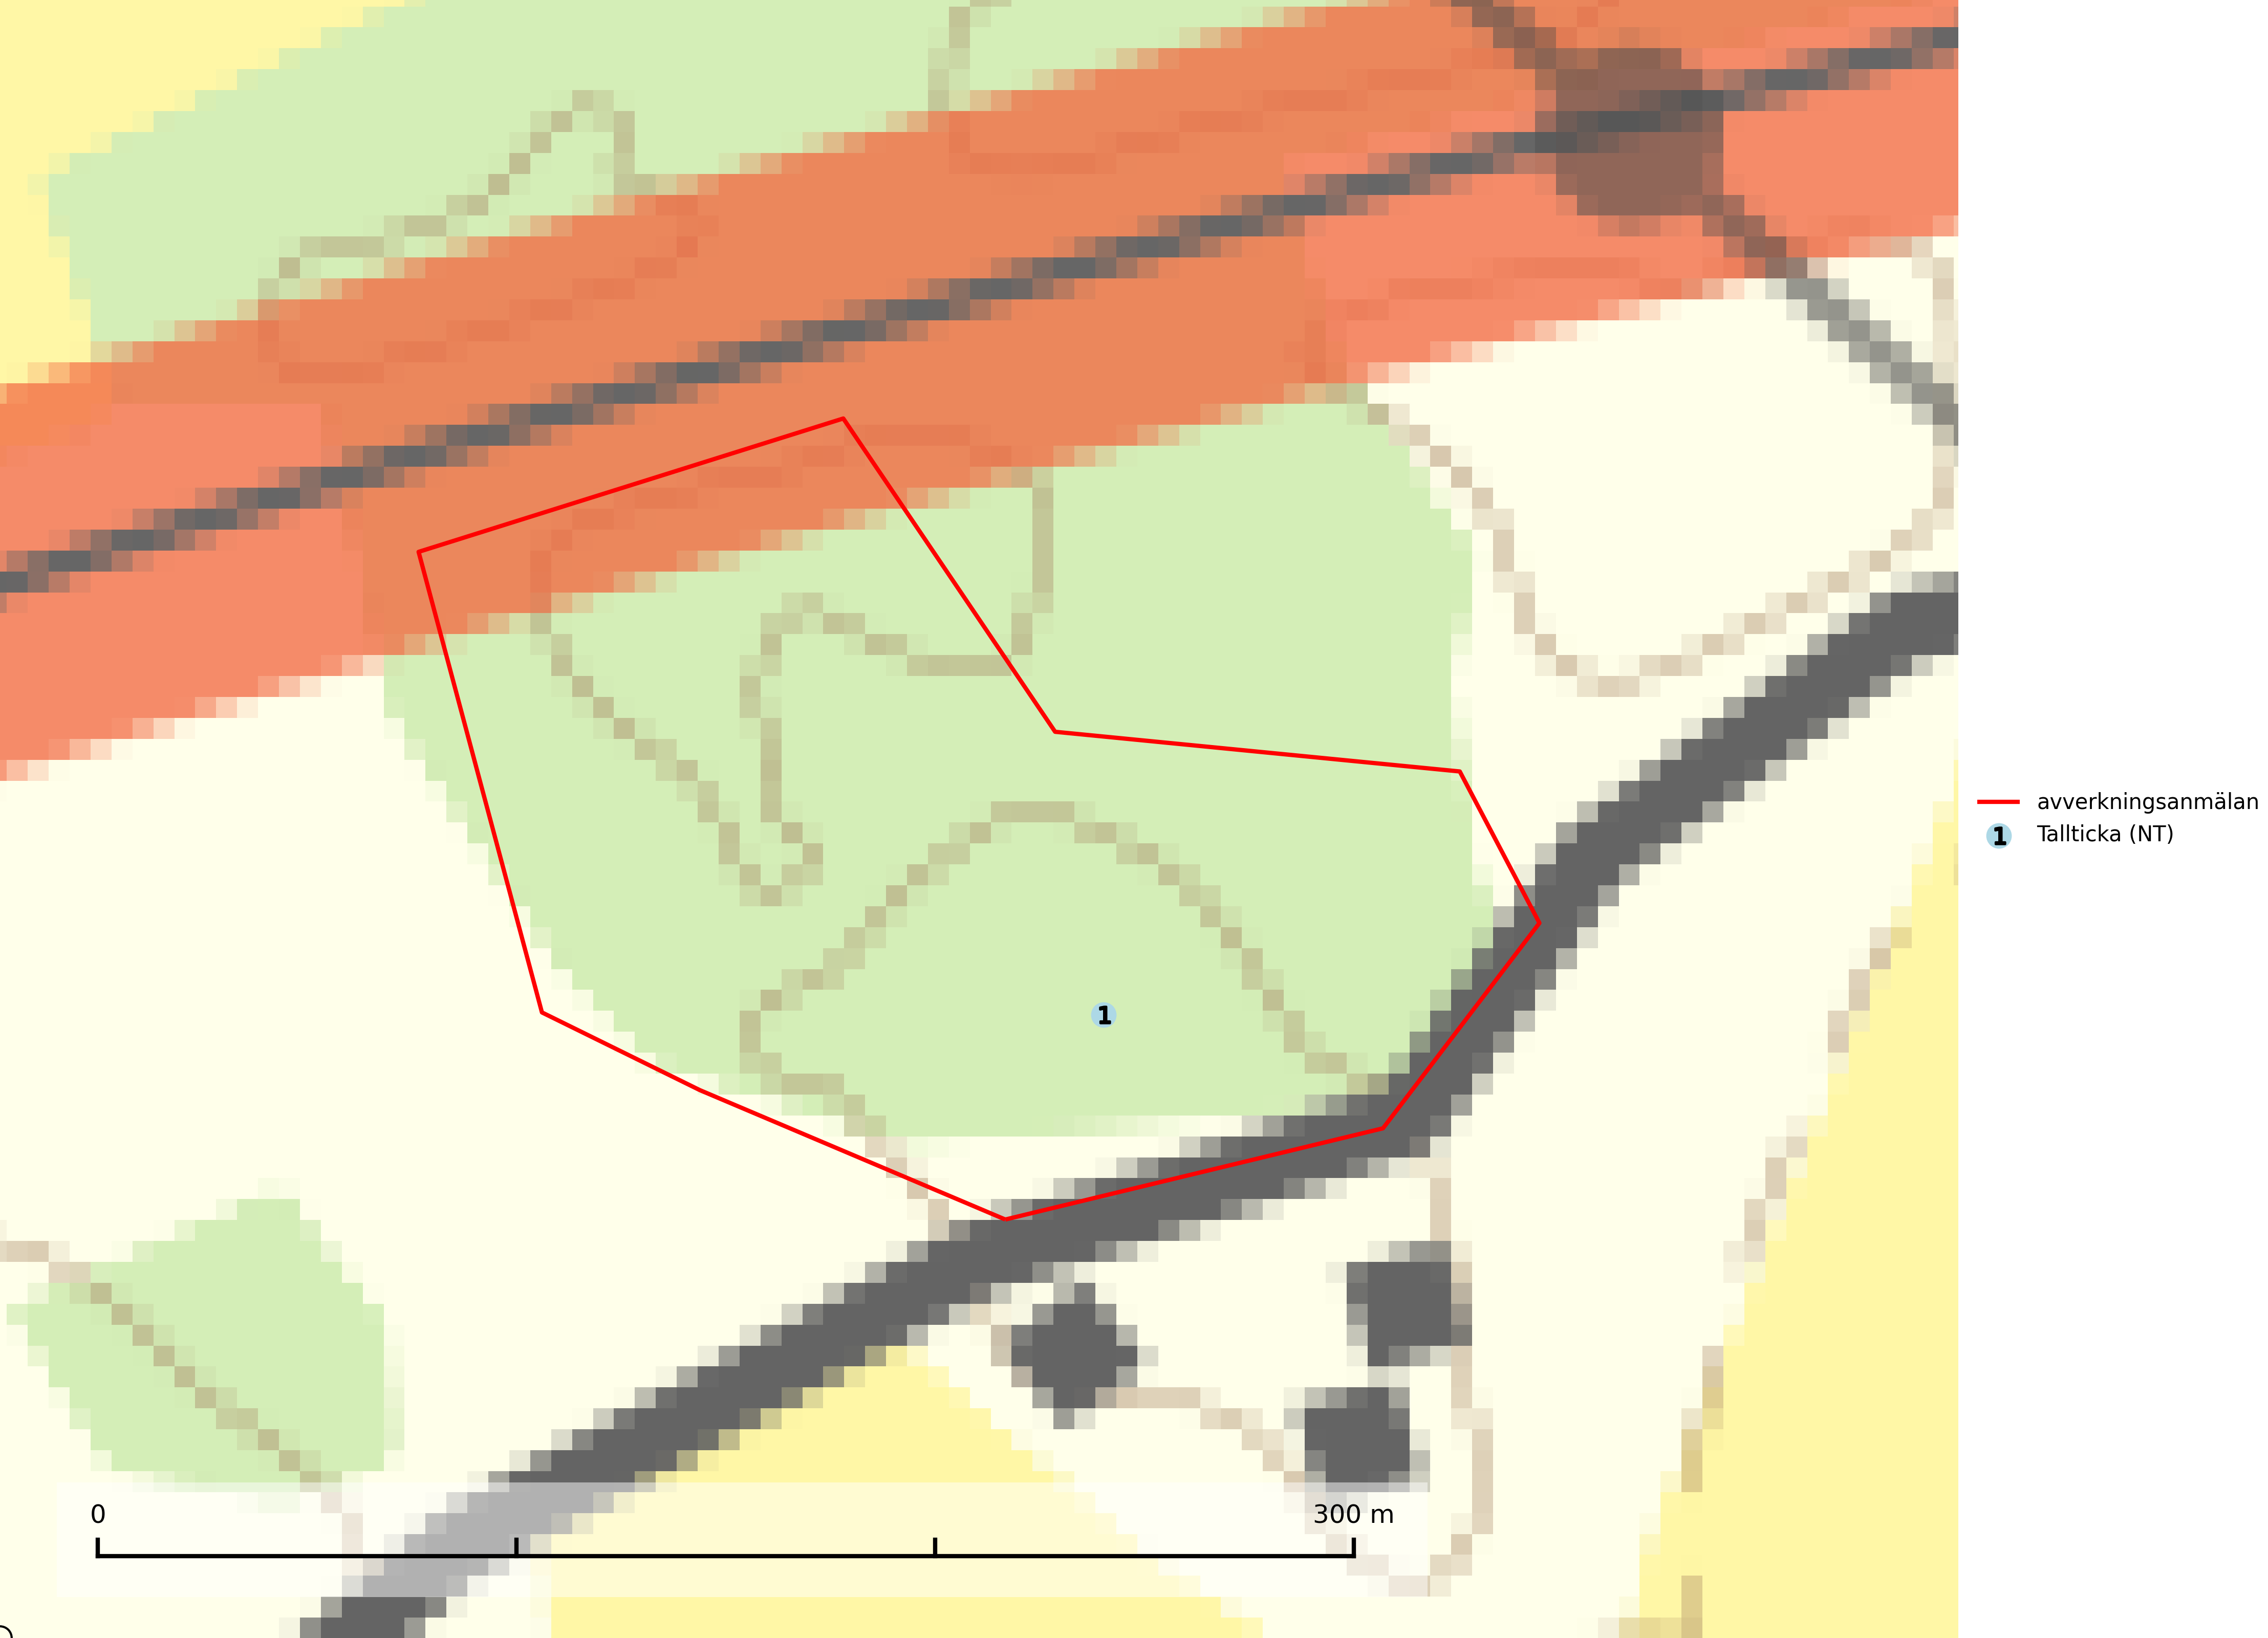 avverkningsanmälan
1 Tallticka (NT)
1
0 300 m